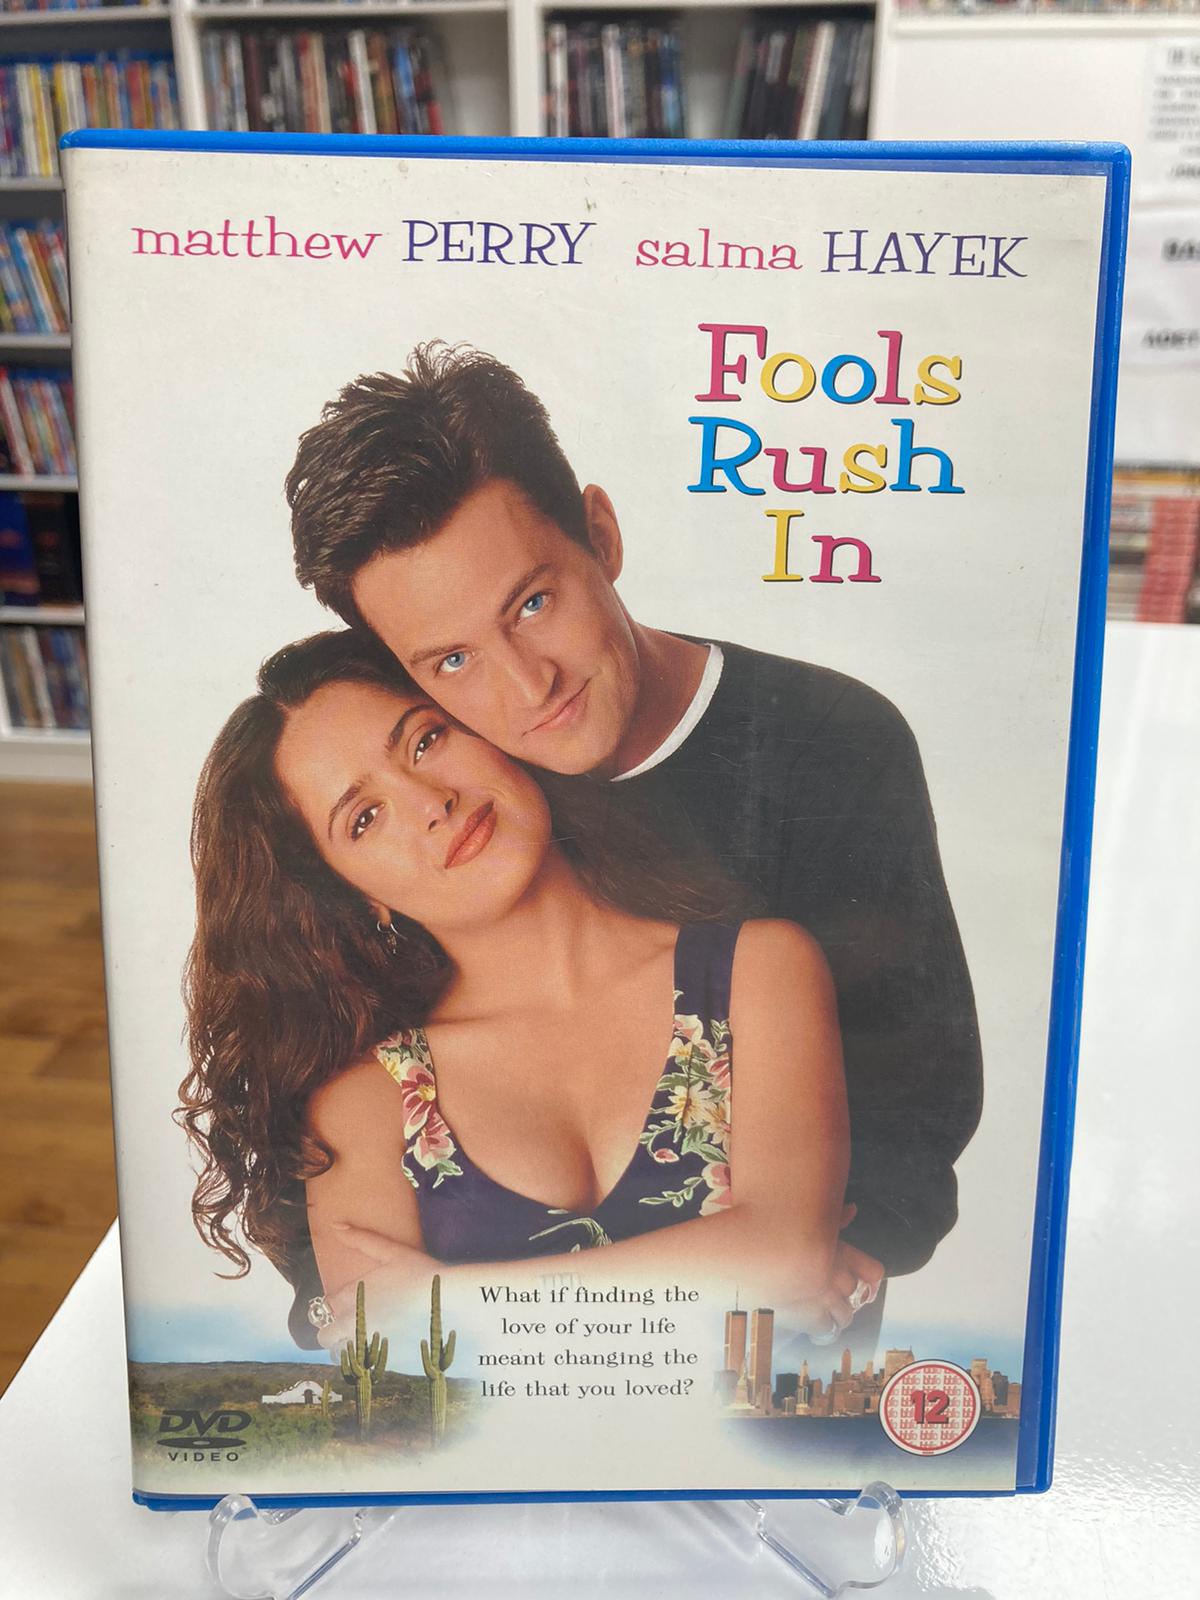 matthew PERRY salma HAYEK
Fools
Rush
In
What if finding the
love of your life
meant changing the
life that you loved?
DVD
VIDEO
12